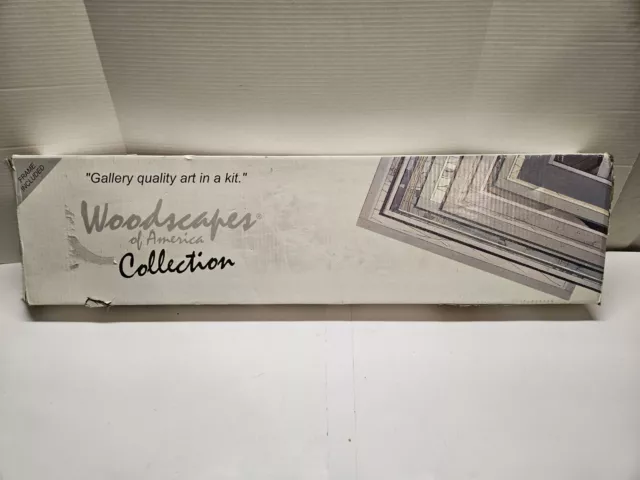 FRAME
INCLUDED
"Gallery quality art in a kit."
Woodscapes
of America
Collection